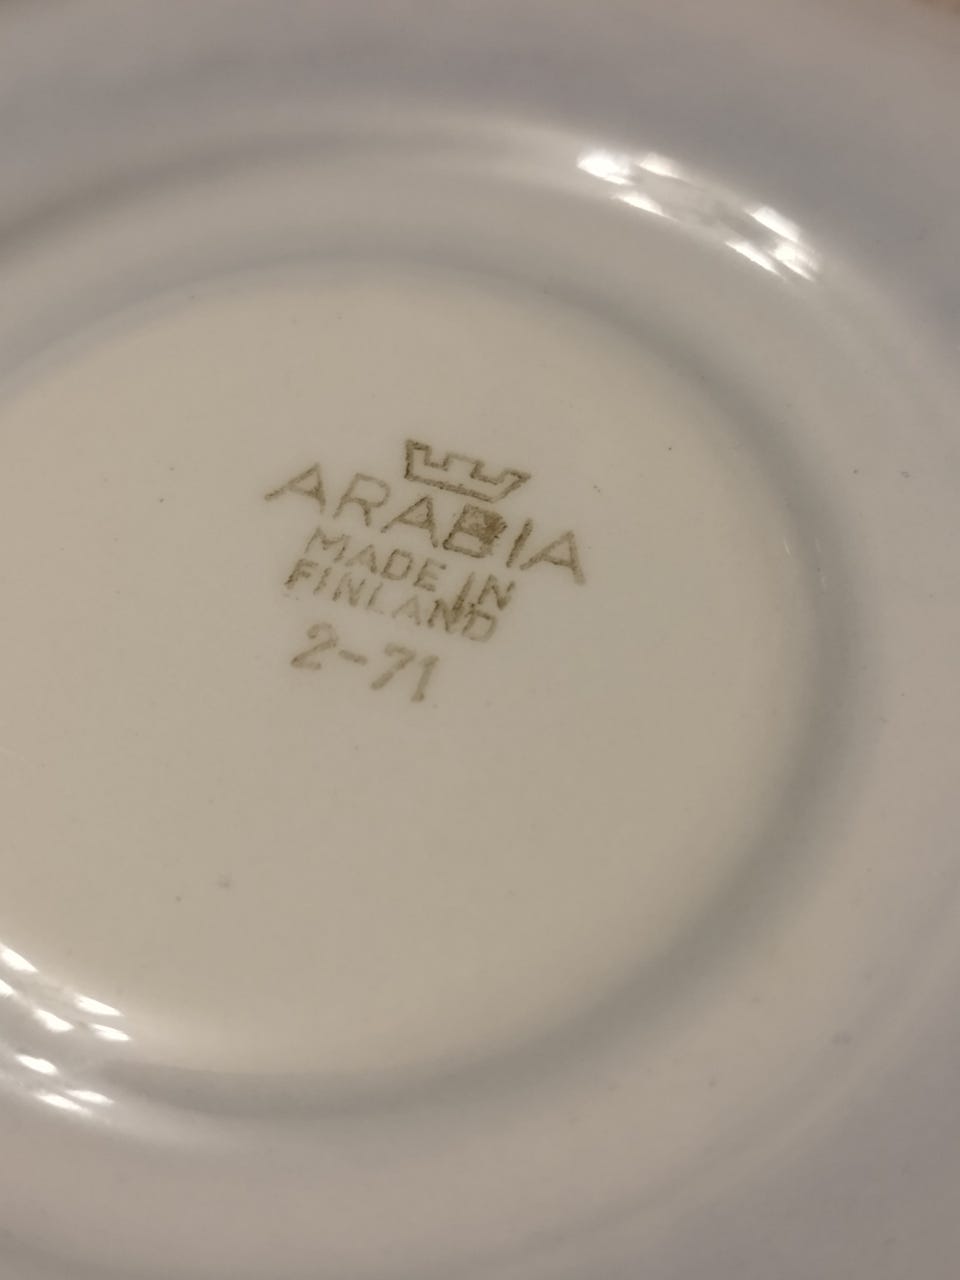 ARABIA
MADE IN
FINLAND
2-71